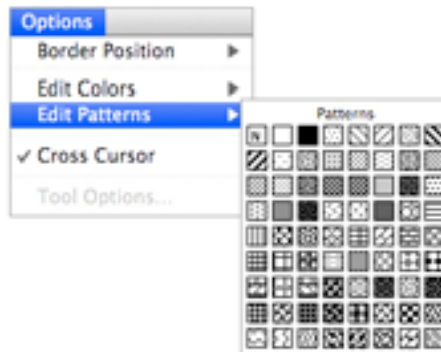 Options
Border Position
Edit Colors
Edit Patterns
Patterns
N
✓ Cross Cursor
Tool Options...